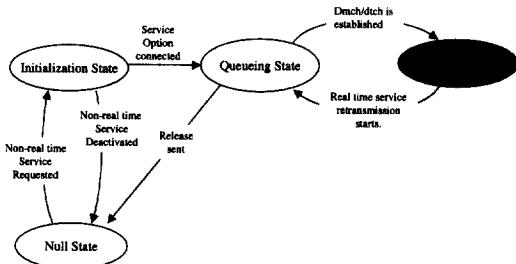 Service
Option
connected
Dmch/dtch is
established
Initialization State
Queueing State
Real time service
retransmission
starts.
Non-real time
Service
Deactivated
Non-real time
Service
Requested
Release
sent
Null State